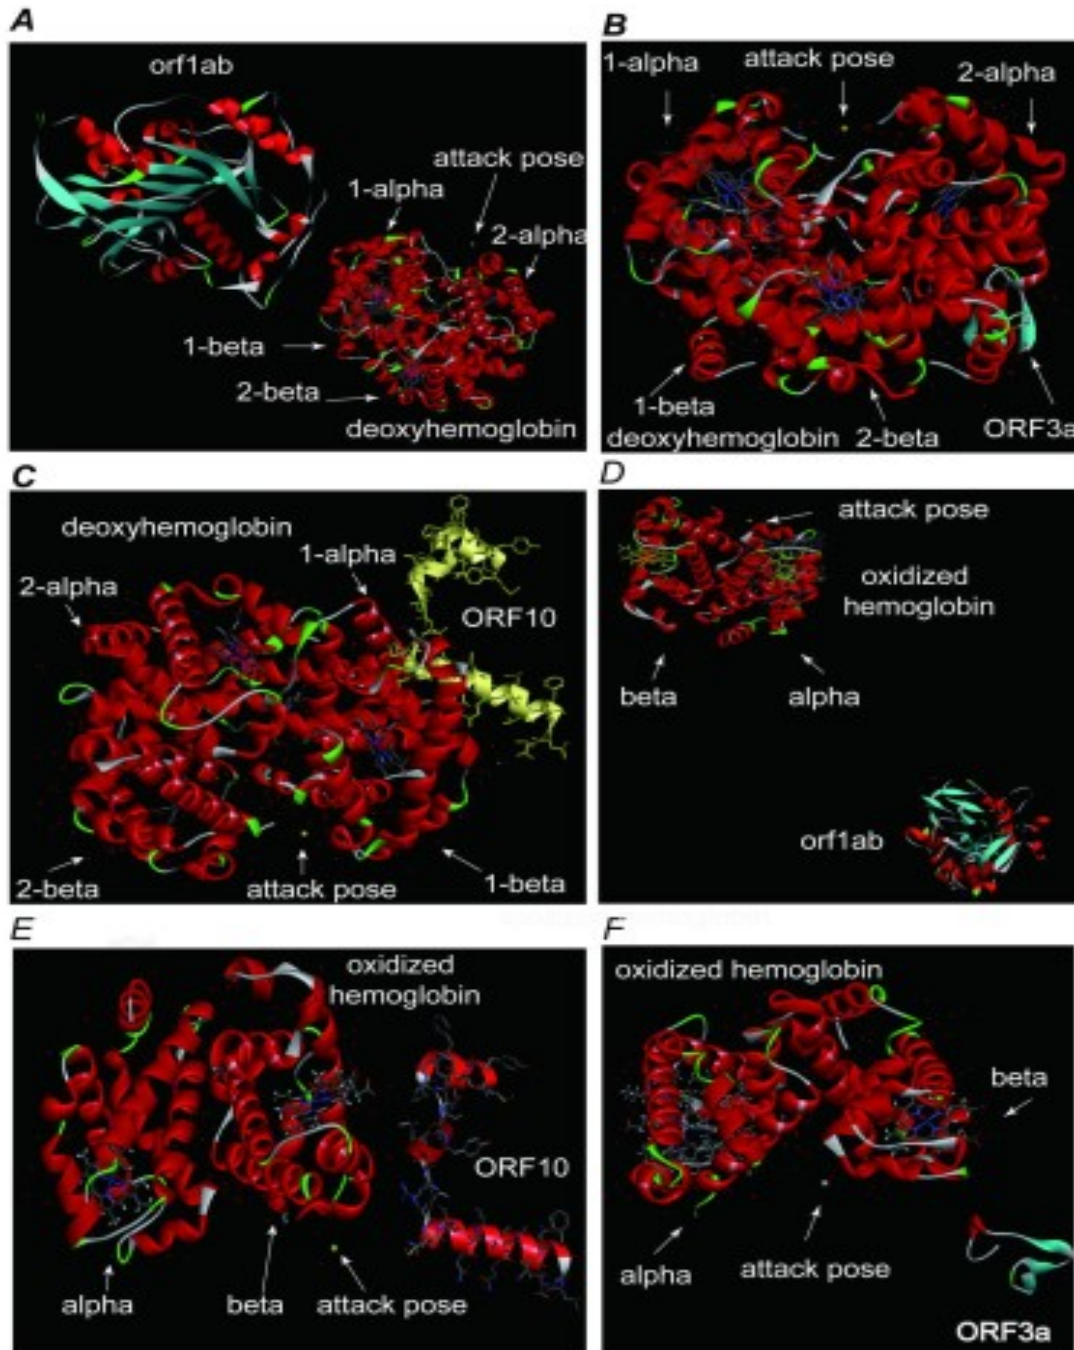 A
orf1ab
attack pose
1-alpha
2-alpha
1-beta
2-beta
deoxyhemoglobin
B
attack pose
1-alpha
2-alpha
1-beta
deoxyhemoglobin
2-beta
ORF3a
C
deoxyhemoglobin
1-alpha
2-alpha
ORF10
2-beta
attack pose
1-beta
D
attack pose
oxidized
hemoglobin
beta
alpha
orf1ab
E
oxidized
hemoglobin
ORF10
alpha
beta
attack pose
F
oxidized hemoglobin
beta
alpha
attack pose
ORF3a